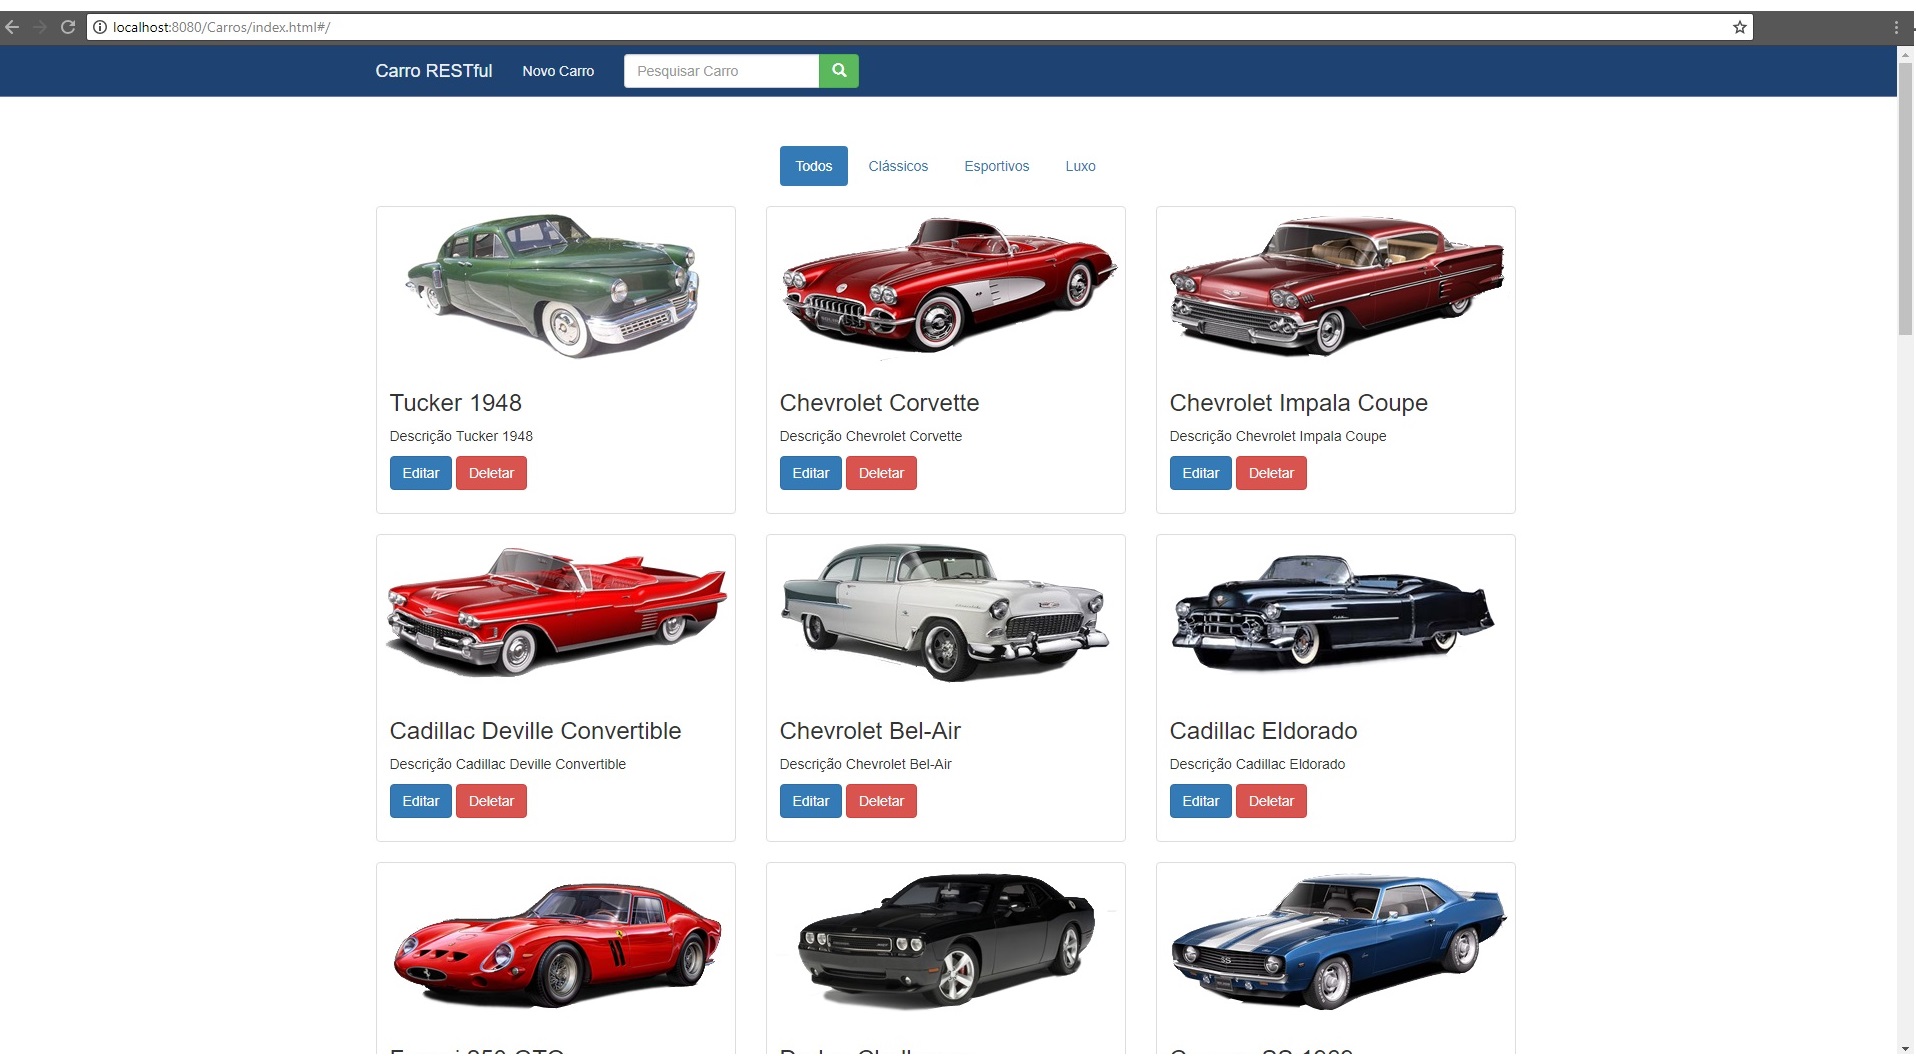 localhost:8080/Carros/index.html#/
Carro RESTful Novo Carro Pesquisar Carro
Todos Clássicos Esportivos Luxo
Tucker 1948
Descrição Tucker 1948
Editar Deletar
Chevrolet Corvette
Descrição Chevrolet Corvette
Editar Deletar
Chevrolet Impala Coupe
Descrição Chevrolet Impala Coupe
Editar Deletar
Cadillac Deville Convertible
Descrição Cadillac Deville Convertible
Editar Deletar
Chevrolet Bel-Air
Descrição Chevrolet Bel-Air
Editar Deletar
Cadillac Eldorado
Descrição Cadillac Eldorado
Editar Deletar